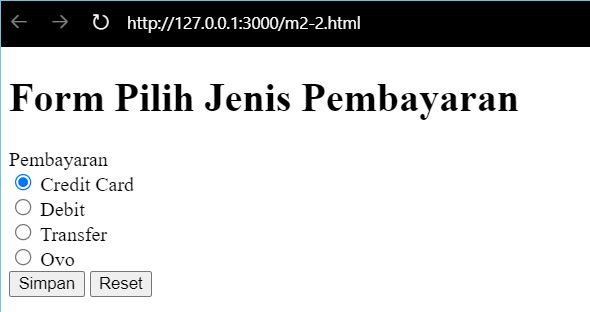 http://127.0.0.1:3000/m2-2.html
Form Pilih Jenis Pembayaran
Pembayaran
Credit Card
Debit
Transfer
Ovo
Simpan Reset